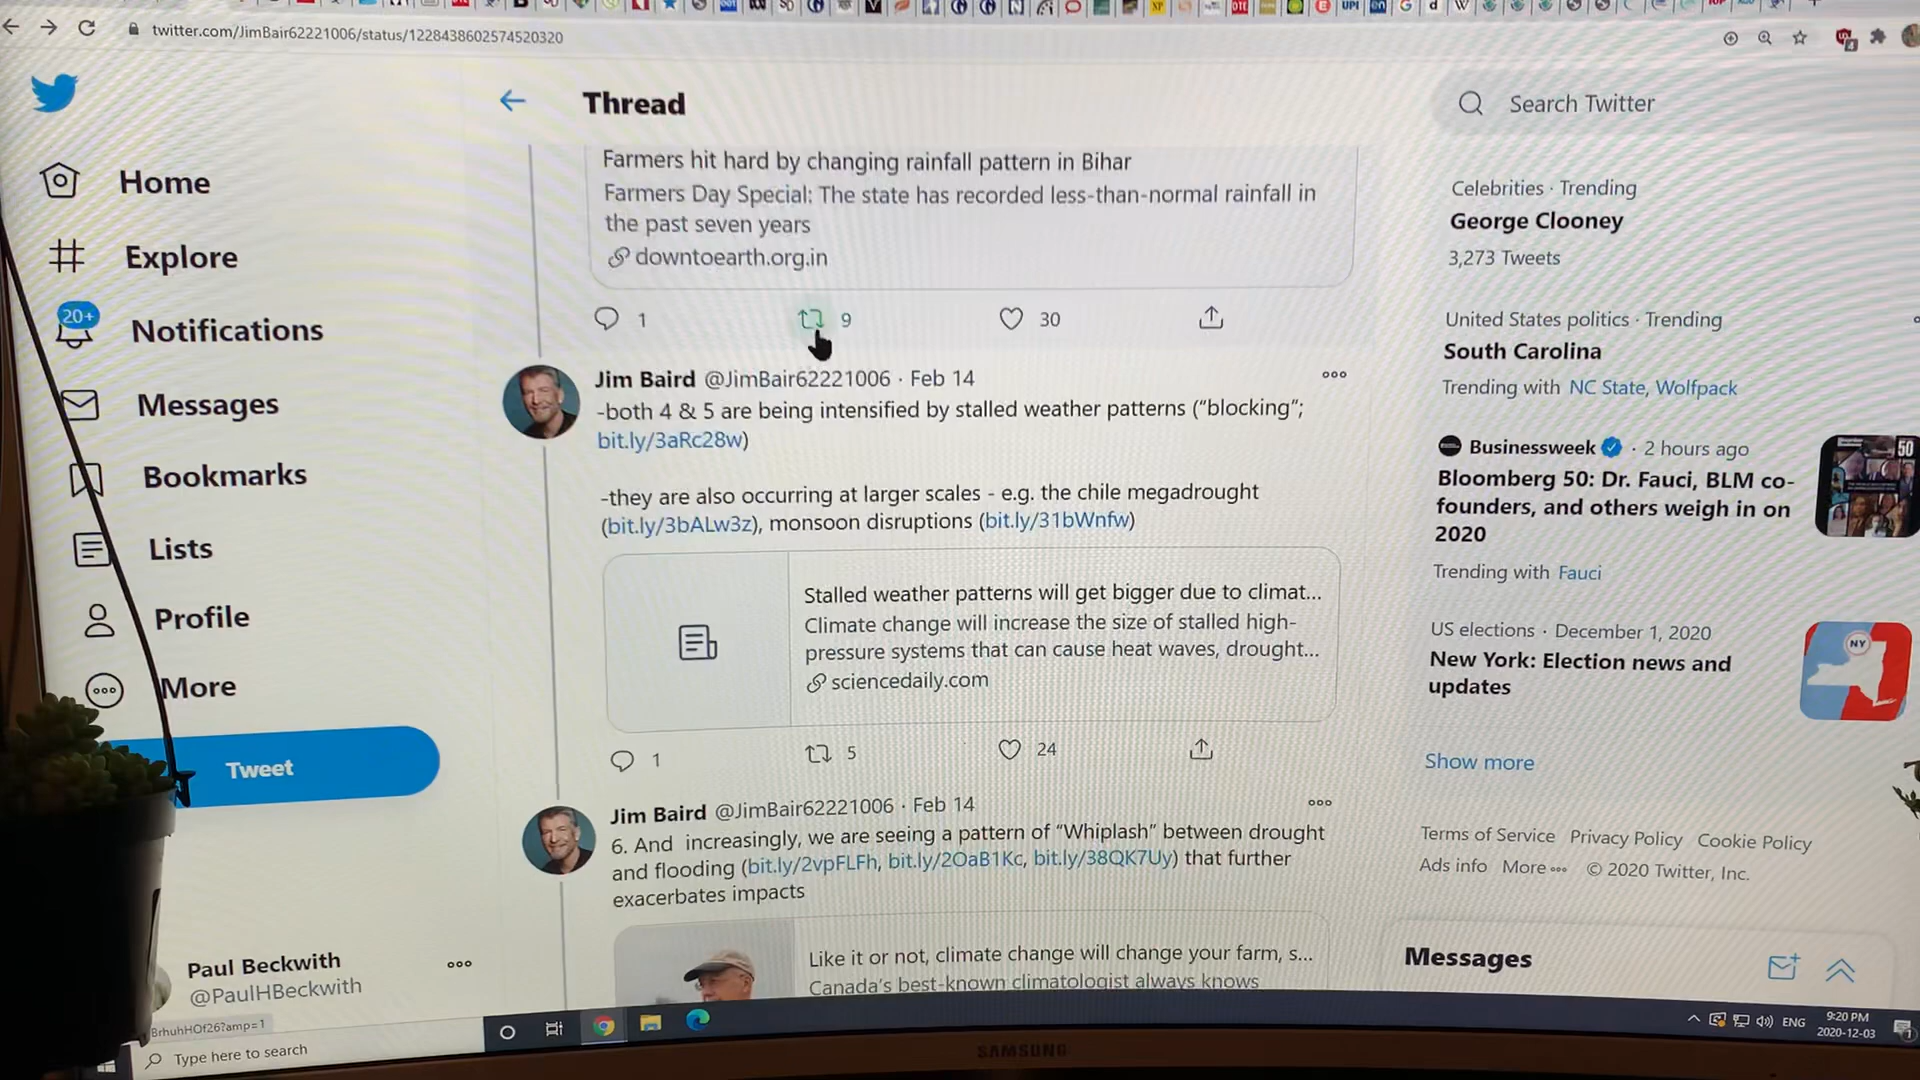 twitter.com/JimBair62221006/status/1228438602574520320
Thread
Search Twitter
Home
Explore
20+
Notifications
Messages
Bookmarks
Lists
Profile
More
Tweet
Paul Beckwith
@PaulHBeckwith
BrhuhHOf26?amp=1
Farmers hit hard by changing rainfall pattern in Bihar
Farmers Day Special: The state has recorded less-than-normal rainfall in
the past seven years
downtoearth.org.in
1 9 30
Jim Baird @JimBair62221006 · Feb 14
-both 4 & 5 are being intensified by stalled weather patterns (“blocking”;
bit.ly/3aRc28w)
-they are also occurring at larger scales - e.g. the chile megadrought
(bit.ly/3bALw3z), monsoon disruptions (bit.ly/31bWnfw)
Stalled weather patterns will get bigger due to climat...
Climate change will increase the size of stalled high-
pressure systems that can cause heat waves, drought...
sciencedaily.com
1 5 24
Jim Baird @JimBair62221006 · Feb 14
6. And increasingly, we are seeing a pattern of “Whiplash” between drought
and flooding (bit.ly/2vpFLFh, bit.ly/2OaB1Kc, bit.ly/38QK7Uy) that further
exacerbates impacts
Like it or not, climate change will change your farm, s...
Canada's best-known climatologist always knows
Celebrities · Trending
George Clooney
3,273 Tweets
United States politics · Trending
South Carolina
Trending with NC State, Wolfpack
Businessweek · 2 hours ago
Bloomberg 50: Dr. Fauci, BLM co-
founders, and others weigh in on
2020
Trending with Fauci
50
US elections · December 1, 2020
New York: Election news and
updates
NY
Show more
Terms of Service Privacy Policy Cookie Policy
Ads info More © 2020 Twitter, Inc.
Messages
Type here to search
ENG
9:20 PM
2020-12-03
SAMSUNG